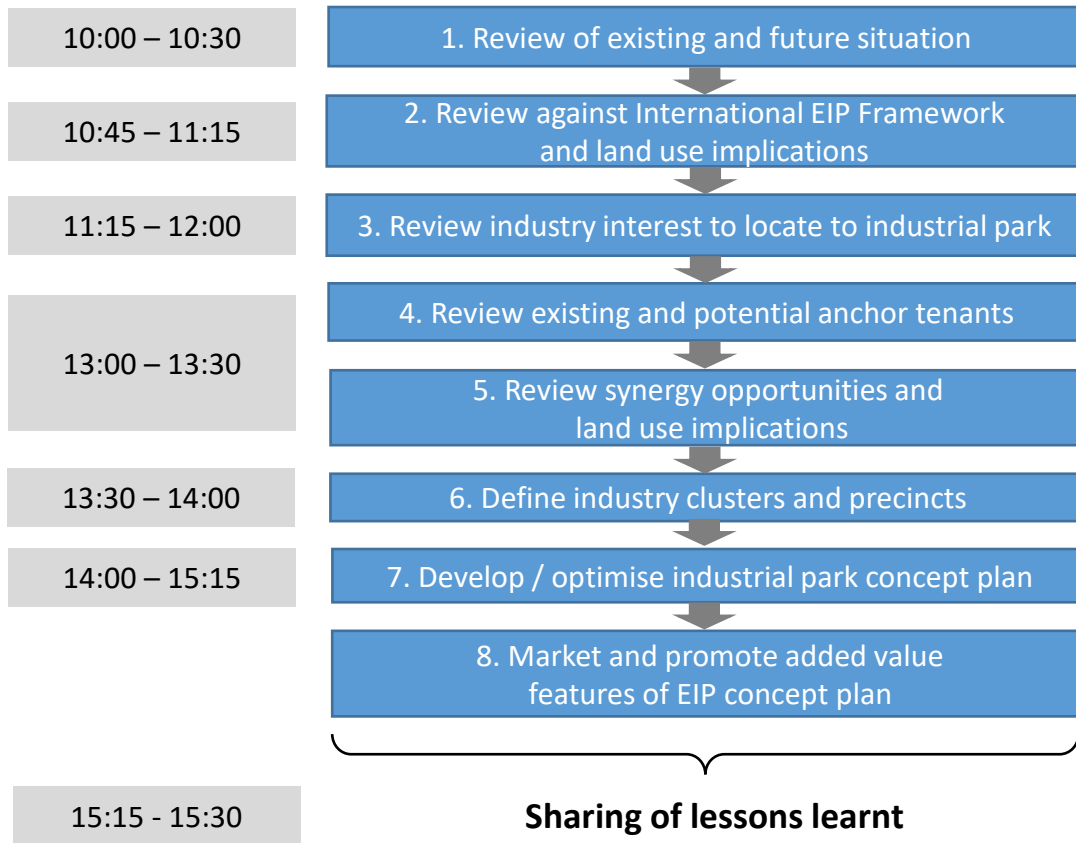 10:00 – 10:30
1. Review of existing and future situation
10:45 – 11:15
2. Review against International EIP Framework
and land use implications
11:15 – 12:00
3. Review industry interest to locate to industrial park
13:00 – 13:30
4. Review existing and potential anchor tenants
5. Review synergy opportunities and
land use implications
13:30 – 14:00
6. Define industry clusters and precincts
14:00 – 15:15
7. Develop / optimise industrial park concept plan
8. Market and promote added value
features of EIP concept plan
15:15 - 15:30
Sharing of lessons learnt